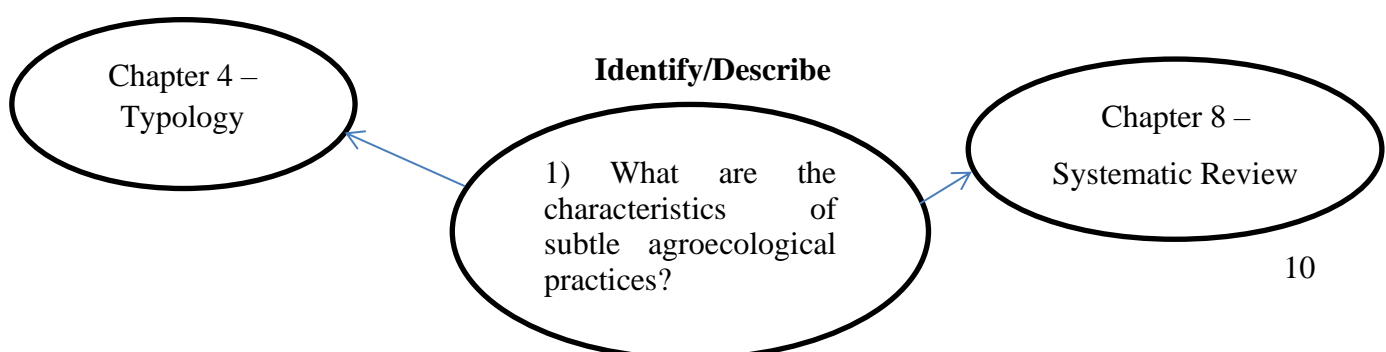 Chapter 4 –
Typology
Identify/Describe
1) What are the
characteristics of
subtle agroecological
practices?
Chapter 8 –
Systematic Review
10